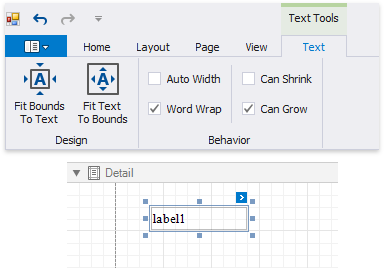 Text Tools
Home Layout Page View Text
Auto Width Can Shrink
Fit Bounds Fit Text
To Text To Bounds
Word Wrap Can Grow
Design Behavior
Detail
label1